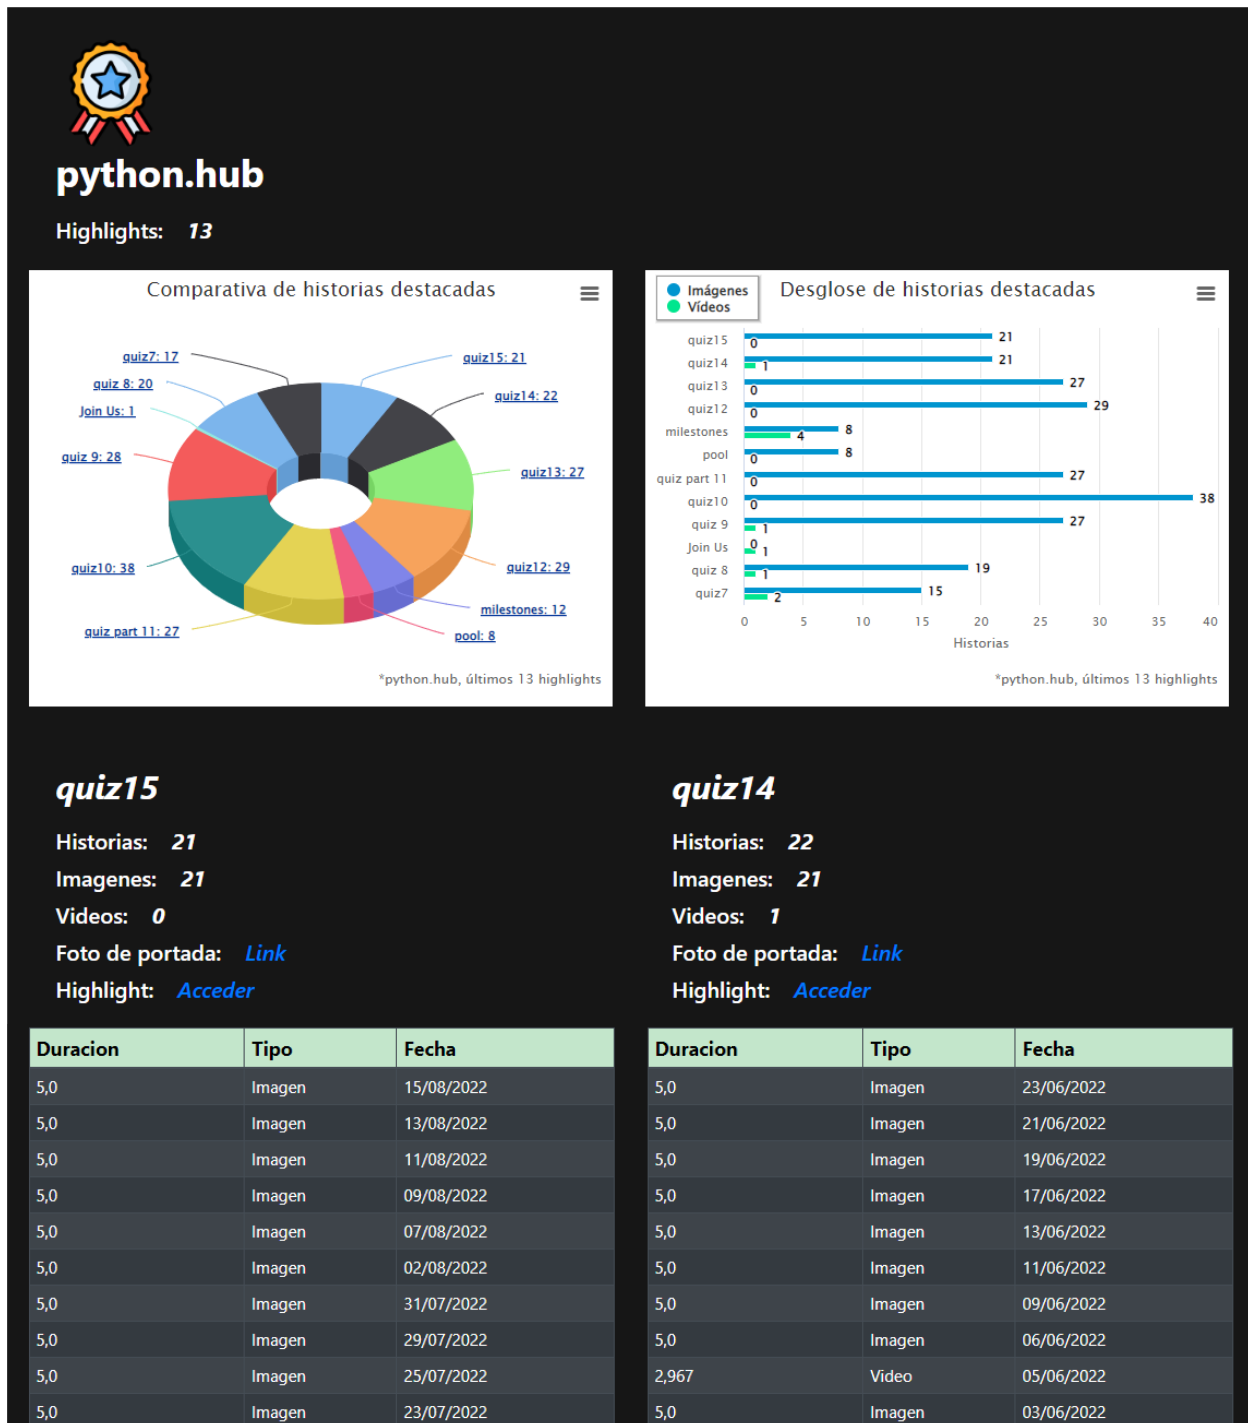 python.hub
Highlights: 13
Comparativa de historias destacadas
quiz7: 17
quiz15: 21
quiz 8: 20
quiz14: 22
Join Us: 1
quiz 9: 28
quiz13: 27
quiz10: 38
quiz12: 29
milestones: 12
quiz part 11: 27
pool: 8
*python.hub, últimos 13 highlights
Imágenes
Vídeos
Desglose de historias destacadas
quiz15 21 0
quiz14 21 1
quiz13 27 0
quiz12 29 0
milestones 8 4
pool 8 0
quiz part 11 27 0
quiz10 38 0
quiz 9 27 1
Join Us 0 1
quiz 8 19 1
quiz7 15 2
0 5 10 15 20 25 30 35 40
Historias
*python.hub, últimos 13 highlights
quiz15
Historias: 21
Imagenes: 21
Videos: 0
Foto de portada: Link
Highlight: Acceder
Duracion Tipo Fecha
5,0 Imagen 15/08/2022
5,0 Imagen 13/08/2022
5,0 Imagen 11/08/2022
5,0 Imagen 09/08/2022
5,0 Imagen 07/08/2022
5,0 Imagen 02/08/2022
5,0 Imagen 31/07/2022
5,0 Imagen 29/07/2022
5,0 Imagen 25/07/2022
5,0 Imagen 23/07/2022
quiz14
Historias: 22
Imagenes: 21
Videos: 1
Foto de portada: Link
Highlight: Acceder
Duracion Tipo Fecha
5,0 Imagen 23/06/2022
5,0 Imagen 21/06/2022
5,0 Imagen 19/06/2022
5,0 Imagen 17/06/2022
5,0 Imagen 13/06/2022
5,0 Imagen 11/06/2022
5,0 Imagen 09/06/2022
5,0 Imagen 06/06/2022
2,967 Video 05/06/2022
5,0 Imagen 03/06/2022